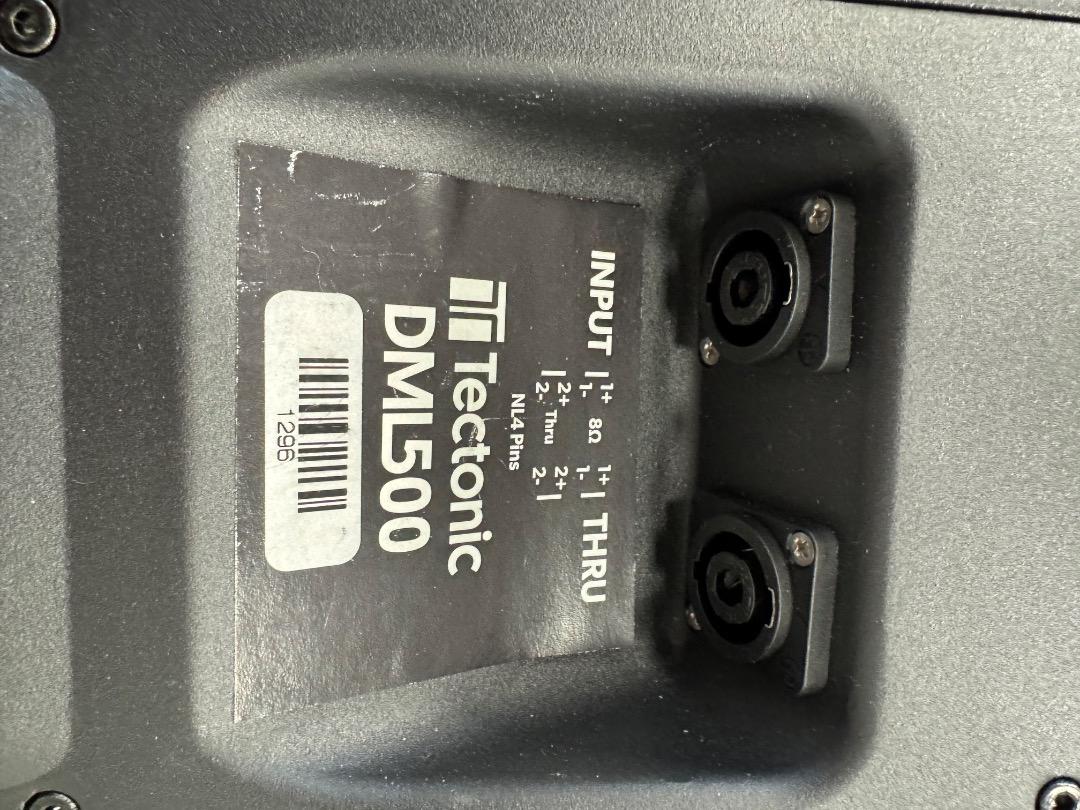 INPUT | 1+ 8Ω 1+ | THRU
1- 1-
| 2+ Thru 2+ |
2- 2-
NL4 Pins
Tectonic
DML500
1296